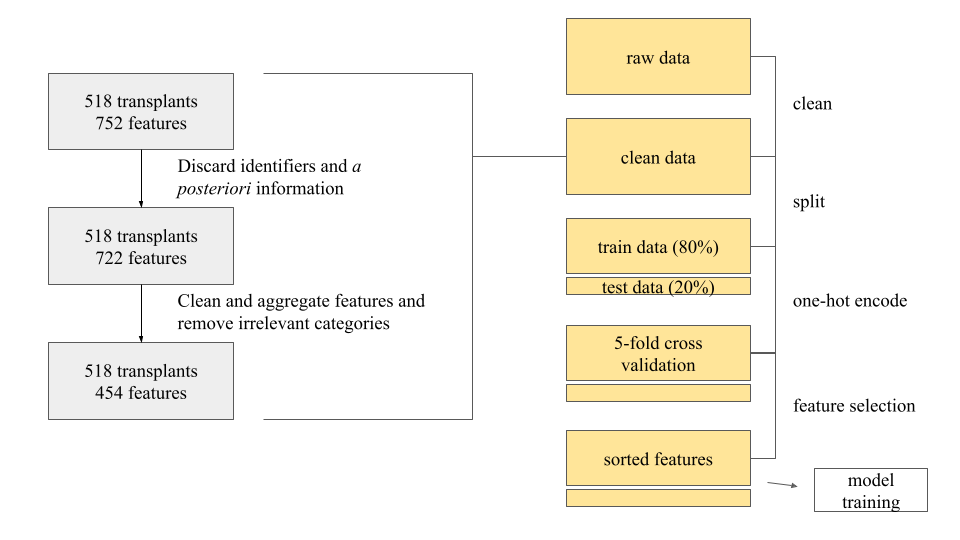 518 transplants
752 features
Discard identifiers and a
posteriori information
518 transplants
722 features
Clean and aggregate features and
remove irrelevant categories
518 transplants
454 features
raw data
clean
clean data
split
train data (80%)
test data (20%)
one-hot encode
5-fold cross
validation
feature selection
sorted features
model
training